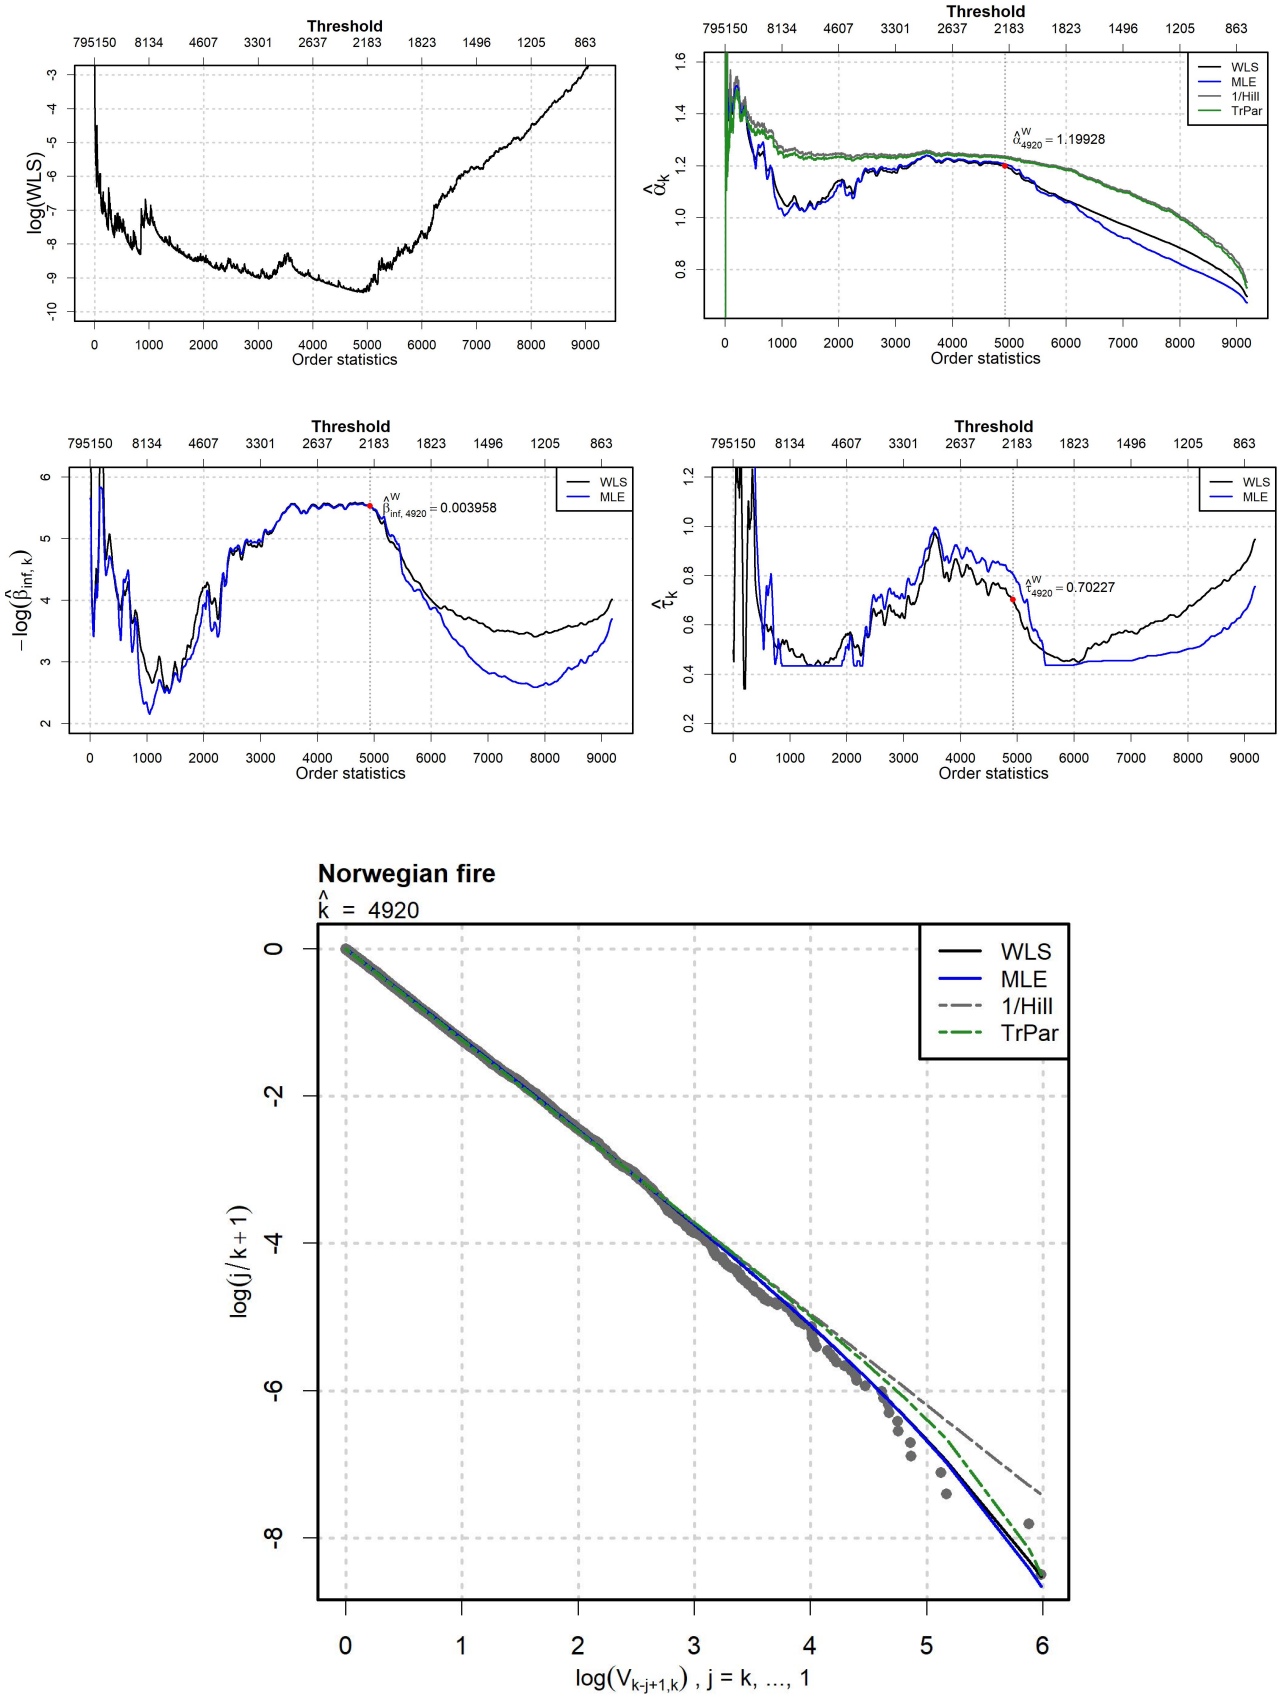 Threshold
795150 8134 4607 3301 2637 2183 1823 1496 1205 863
log(WLS)
-3
-4
-5
-6
-7
-8
-9
-10
0 1000 2000 3000 4000 5000 6000 7000 8000 9000
Order statistics
Threshold
795150 8134 4607 3301 2637 2183 1823 1496 1205 863
α̂k
1.6
1.4
1.2
1.0
0.8
WLS
MLE
1/Hill
TrPar
α̂W4920 = 1.19928
0 1000 2000 3000 4000 5000 6000 7000 8000 9000
Order statistics
Threshold
795150 8134 4607 3301 2637 2183 1823 1496 1205 863
−log(β̂inf, k)
6
5
4
3
2
WLS
MLE
β̂Winf, 4920 = 0.003958
0 1000 2000 3000 4000 5000 6000 7000 8000 9000
Order statistics
Threshold
795150 8134 4607 3301 2637 2183 1823 1496 1205 863
τ̂k
1.2
1.0
0.8
0.6
0.4
0.2
WLS
MLE
τ̂W4920 = 0.70227
0 1000 2000 3000 4000 5000 6000 7000 8000 9000
Order statistics
Norwegian fire
k̂ = 4920
log(j/k+1)
0
-2
-4
-6
-8
WLS
MLE
1/Hill
TrPar
0 1 2 3 4 5 6
log(Vk-j+1,k) , j = k, ..., 1